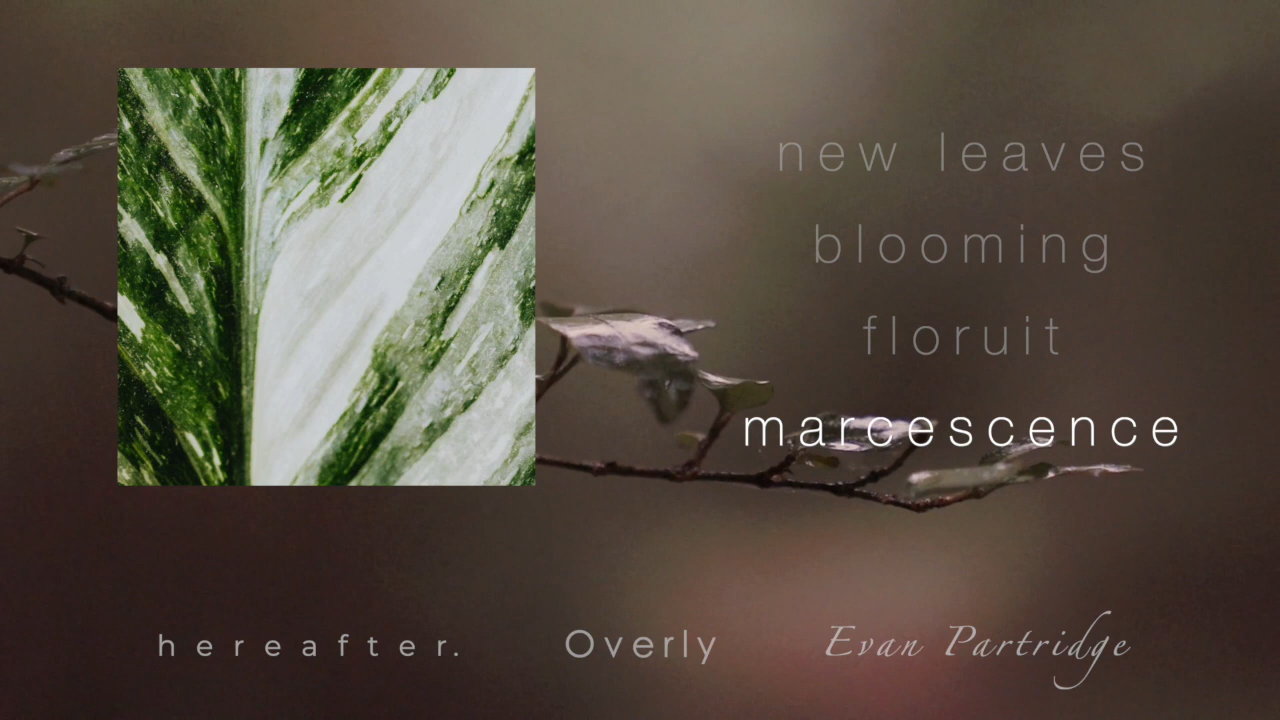 new leaves
blooming
floruit
marcescence
hereafter. Overly Evan Partridge